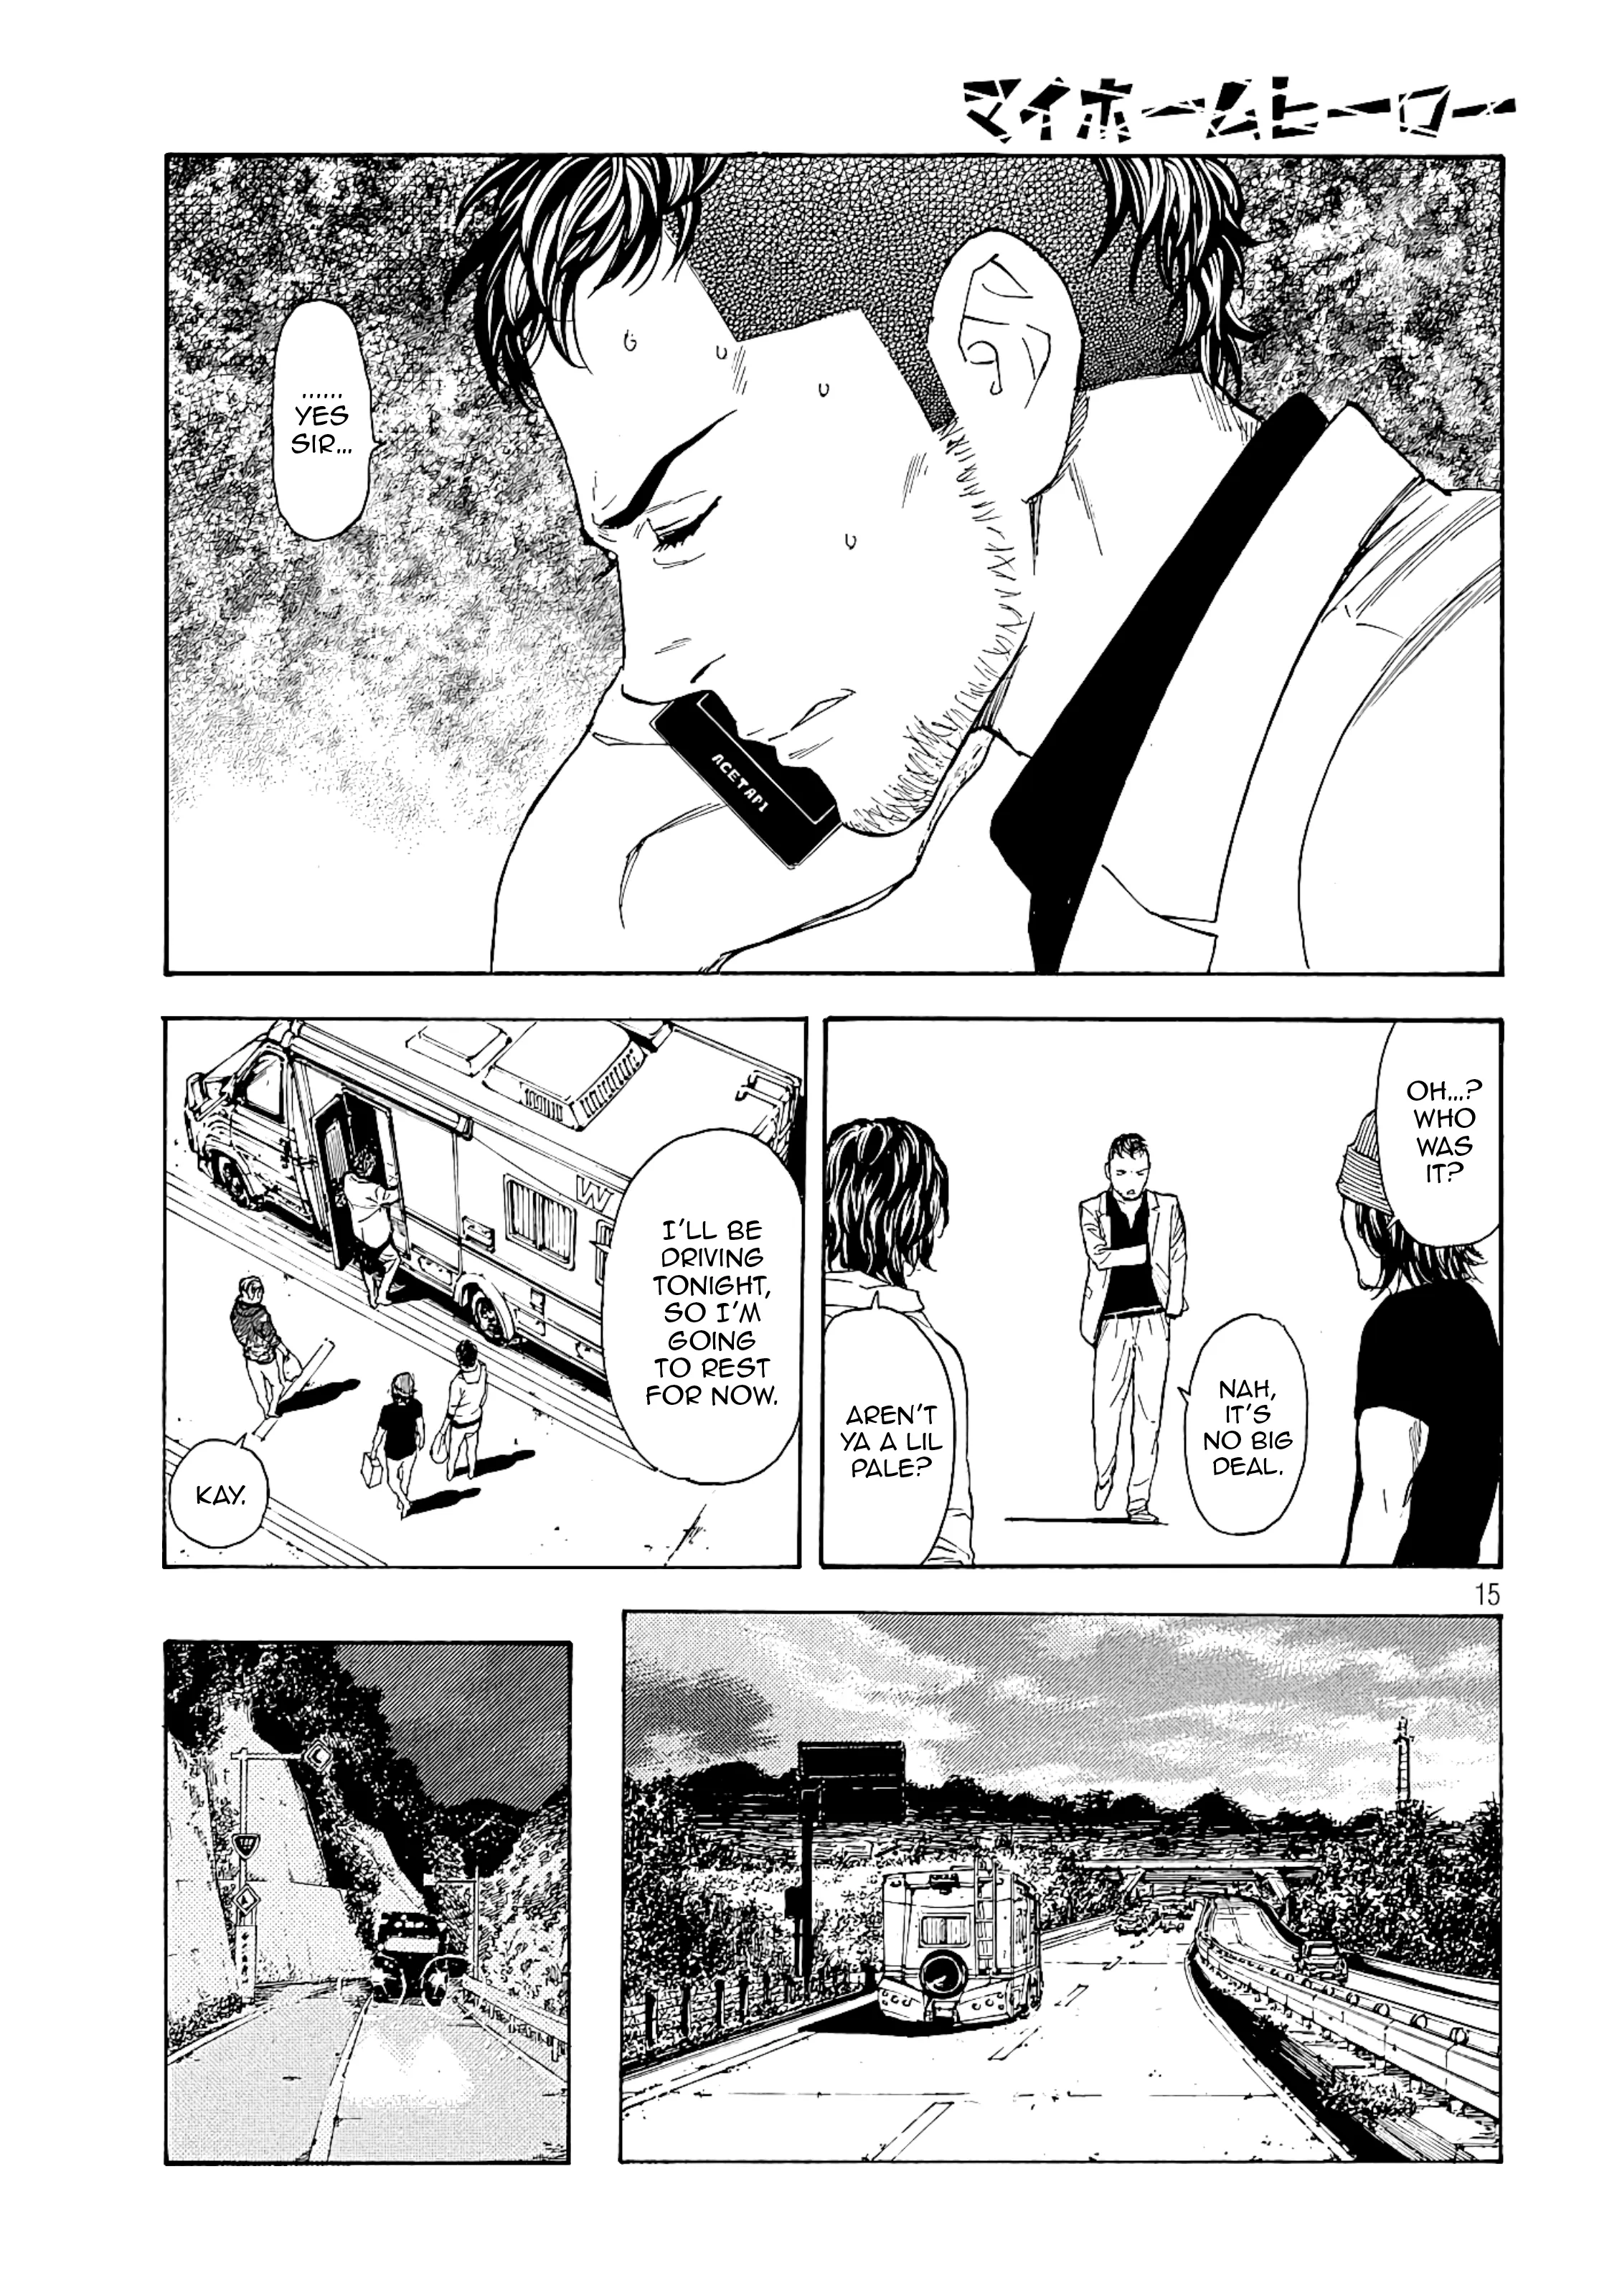 マイホームヒーロー
......
YES
SIR...
ACETAM
OH...?
WHO
WAS
IT?
NAH,
IT'S
NO BIG
DEAL.
AREN'T
YA A LIL
PALE?
I'LL BE
DRIVING
TONIGHT,
SO I'M
GOING
TO REST
FOR NOW.
W
KAY.
15